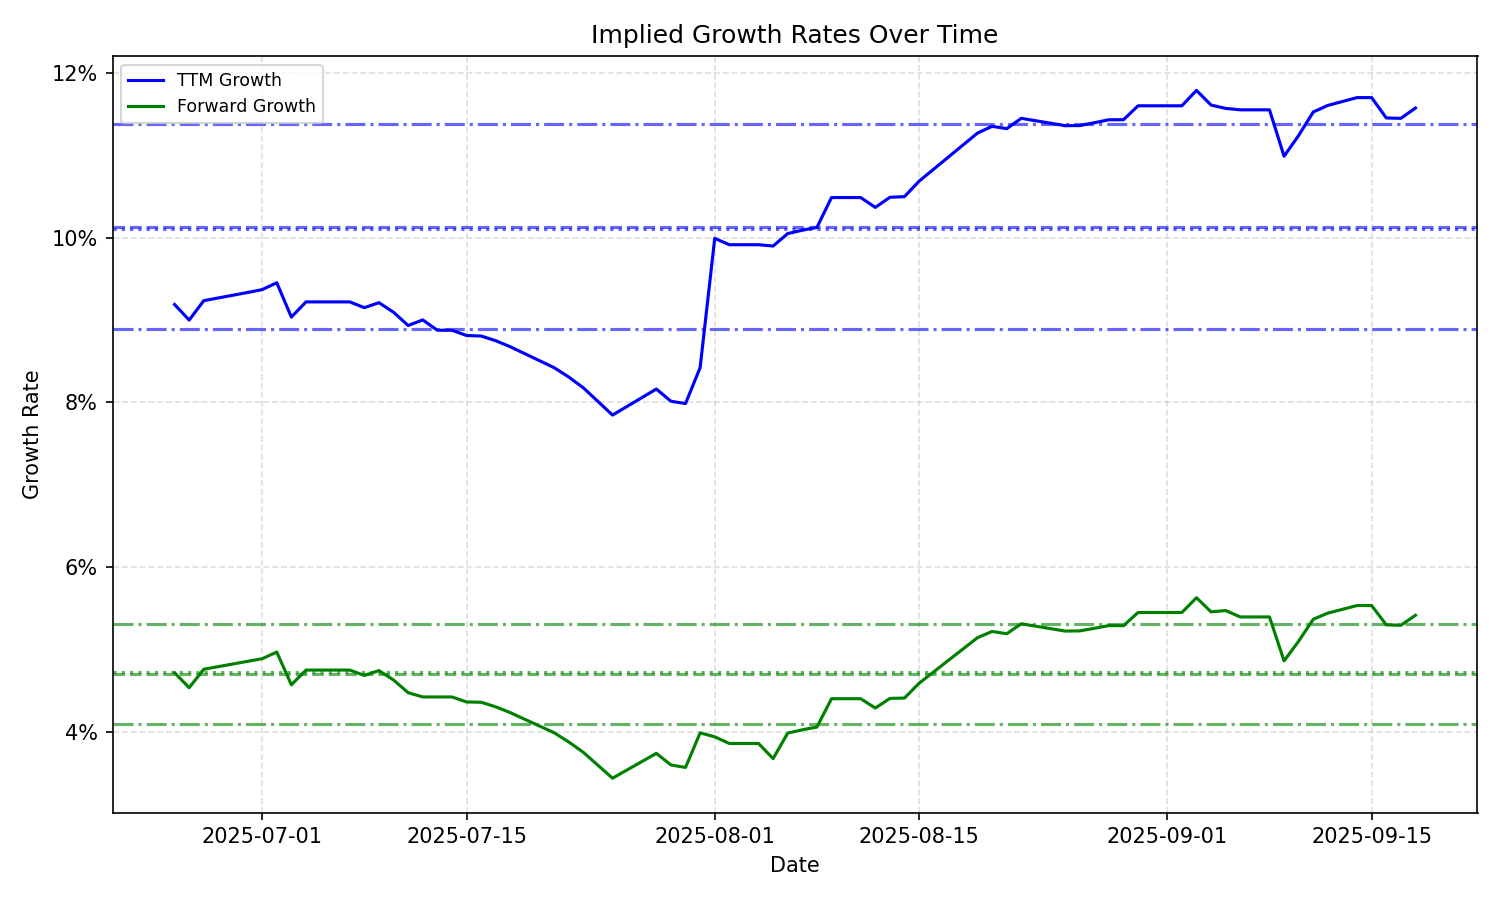 Implied Growth Rates Over Time
TTM Growth
Forward Growth
12%
10%
8%
6%
4%
Growth Rate
2025-07-01
2025-07-15
2025-08-01
2025-08-15
2025-09-01
2025-09-15
Date